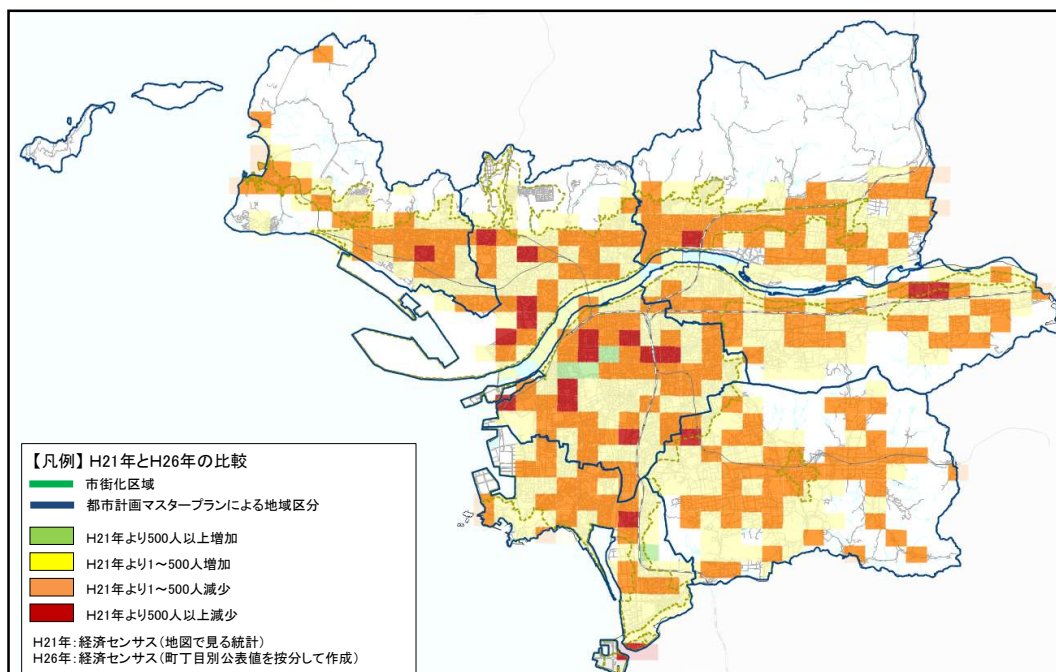 【凡例】H21年とH26年の比較
市街化区域
都市計画マスタープランによる地域区分
H21年より500人以上増加
H21年より1～500人増加
H21年より1～500人減少
H21年より500人以上減少
H21年：経済センサス（地図で見る統計）
H26年：経済センサス（町丁目別公表値を按分して作成）